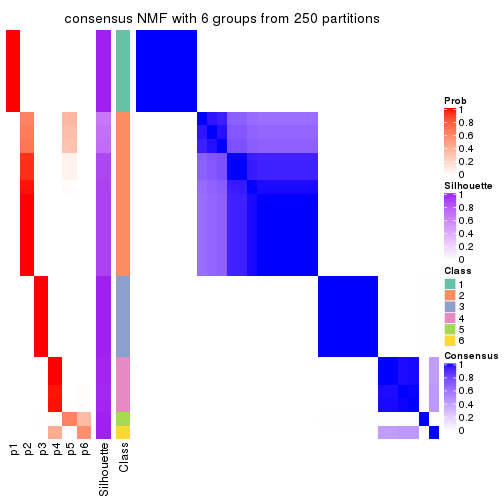 consensus NMF with 6 groups from 250 partitions
Prob
1
0.8
0.6
0.4
0.2
0
Silhouette
1
0.8
0.6
0.4
0.2
0
Class
1
2
3
4
5
6
Consensus
1
0.8
0.6
0.4
0.2
0
p1
p2
p3
p4
p5
p6
Silhouette
Class